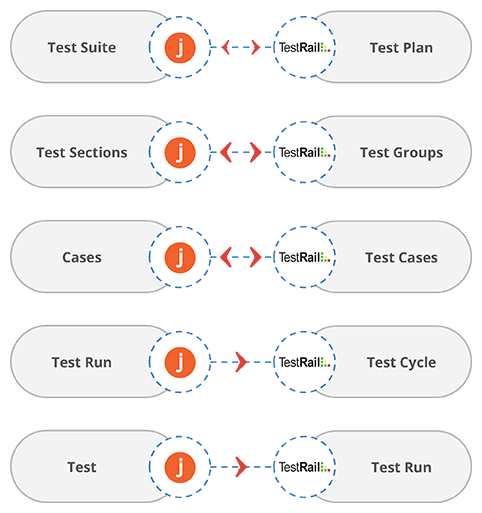 Test Suite j TestRail Test Plan
Test Sections j TestRail Test Groups
Cases j TestRail Test Cases
Test Run j TestRail Test Cycle
Test j TestRail Test Run